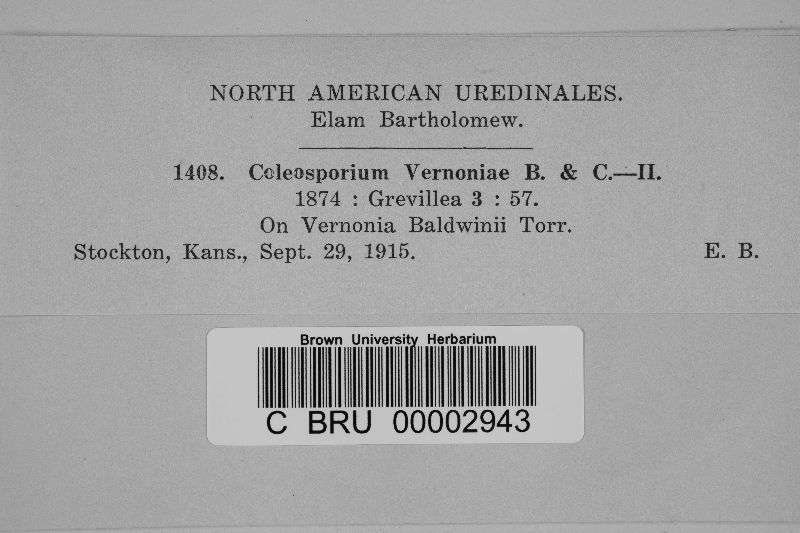 NORTH AMERICAN UREDINALES.
Elam Bartholomew.
1408. Coleosporium Vernoniae B. & C.—II.
1874 : Grevillea 3 : 57.
On Vernonia Baldwinii Torr.
Stockton, Kans., Sept. 29, 1915. E. B.
Brown University Herbarium
C BRU 00002943